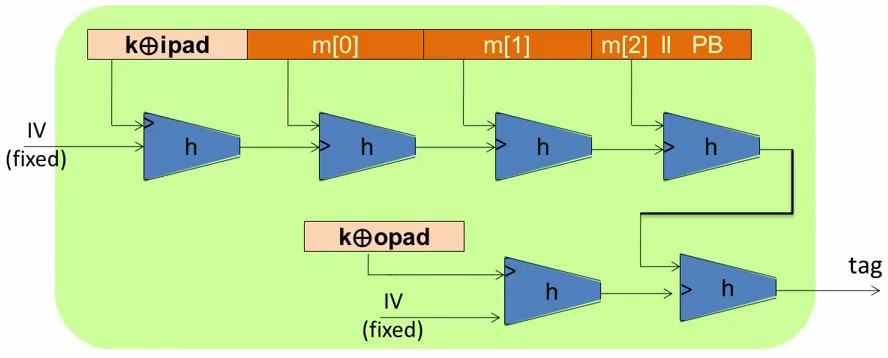 k⊕ipad m[0] m[1] m[2] ll PB
IV
(fixed)
h h h h
k⊕opad
tag
h h
IV
(fixed)